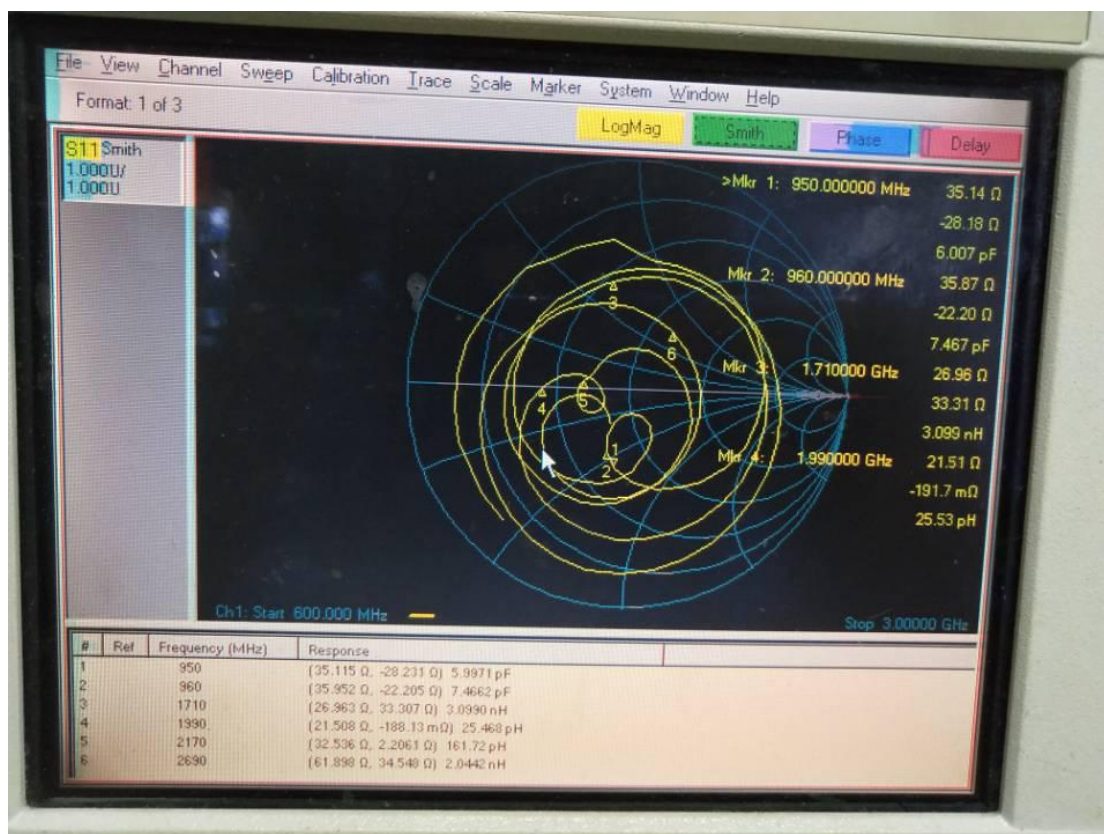 File View Channel Sweep Calibration Trace Scale Marker System Window Help
Format: 1 of 3
LogMag Smith Phase Delay
S11 Smith
1.000U/
1.000U
>Mkr 1: 950.000000 MHz 35.14 Ω
-28.18 Ω
6.007 pF
Mkr 2: 960.000000 MHz 35.87 Ω
-22.20 Ω
7.467 pF
Mkr 3: 1.710000 GHz 26.96 Ω
33.31 Ω
3.099 nH
Mkr 4: 1.990000 GHz 21.51 Ω
-191.7 mΩ
25.53 pH
3
6
4
5
1
2
Ch1: Start 600.000 MHz
Stop 3.00000 GHz
# Ref Frequency (MHz) Response
1 950 (35.115 Ω, -28.231 Ω) 5.9971 pF
2 960 (35.952 Ω, -22.205 Ω) 7.4662 pF
3 1710 (26.963 Ω, 33.307 Ω) 3.0990 nH
4 1990 (21.508 Ω, -188.13 mΩ) 25.468 pH
5 2170 (32.536 Ω, 2.2061 Ω) 161.72 pH
6 2690 (61.898 Ω, 34.548 Ω) 2.0442 nH